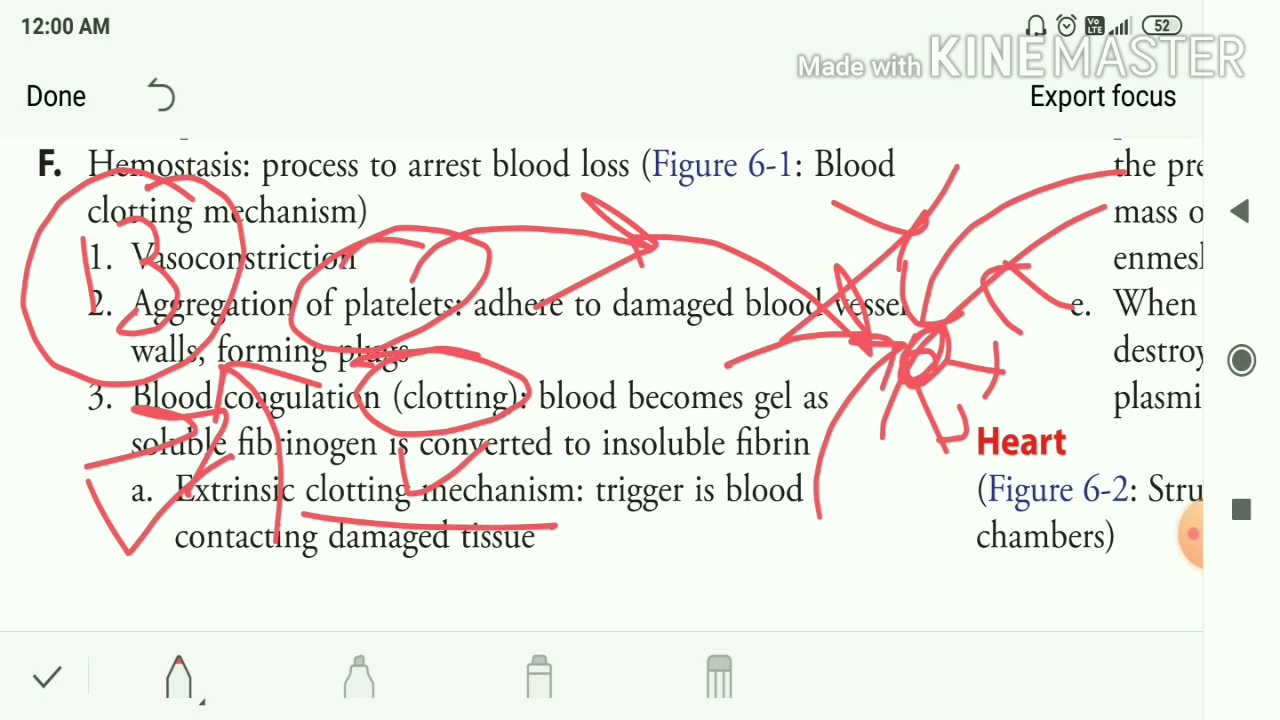 12:00 AM
Vo LTE
52
Made with KINEMASTER
Done
Export focus
F. Hemostasis: process to arrest blood loss (Figure 6-1: Blood
clotting mechanism)
1. Vasoconstriction
2. Aggregation of platelets: adhere to damaged blood vessel
walls, forming plugs
3. Blood coagulation (clotting): blood becomes gel as
soluble fibrinogen is converted to insoluble fibrin
a. Extrinsic clotting mechanism: trigger is blood
contacting damaged tissue
13
the pre
mass o
enmesh
e. When
destroy
plasmi
Heart
(Figure 6-2: Stru
chambers)